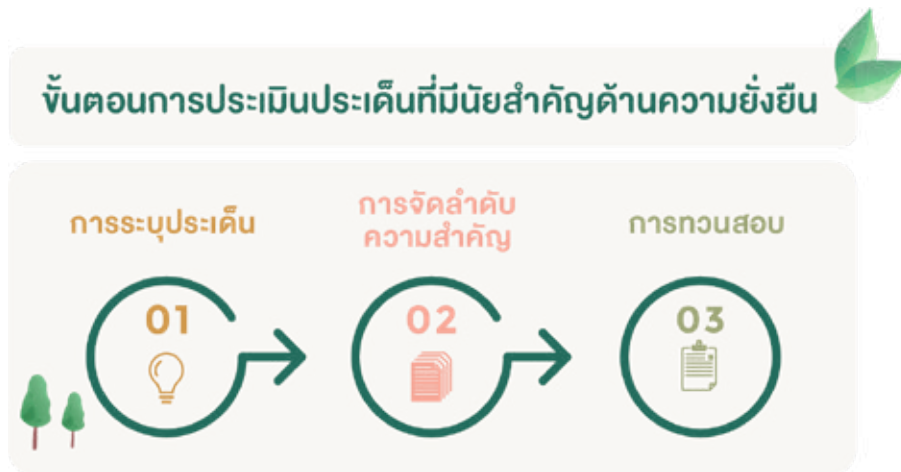 ขั้นตอนการประเมินประเด็นที่มีนัยสำคัญด้านความยั่งยืน
การระบุประเด็น
01
การจัดลำดับ
ความสำคัญ
02
การทวนสอบ
03